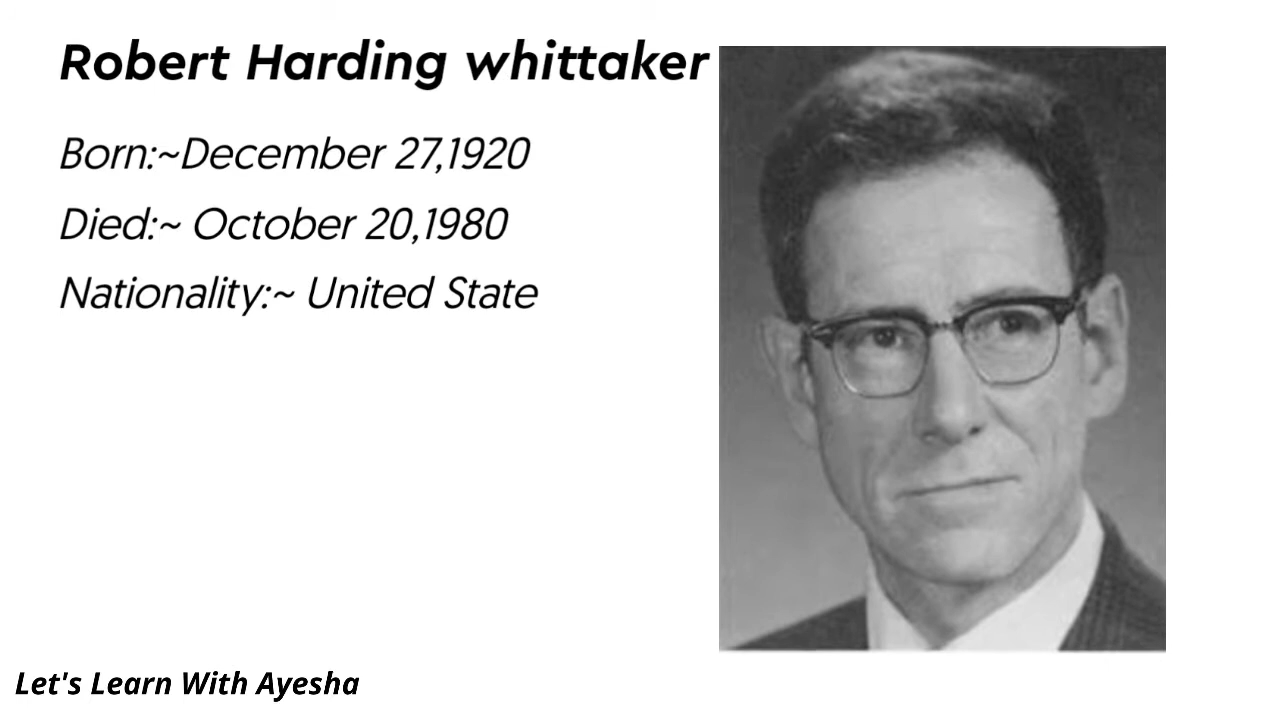 Robert Harding whittaker
Born:~December 27,1920
Died:~ October 20,1980
Nationality:~ United State
Let's Learn With Ayesha